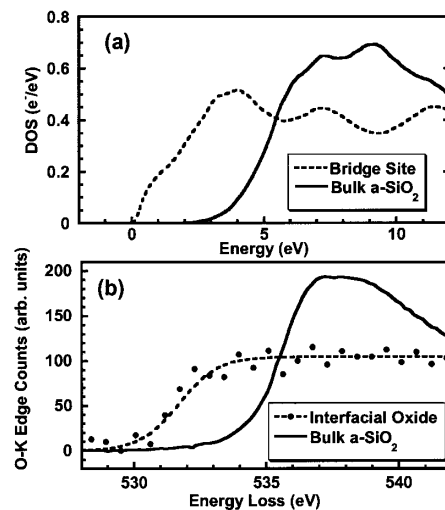 (a)
DOS (e⁻/eV)
0.8
0.6
0.4
0.2
0
Bridge Site
Bulk a-SiO₂
0 5 10
Energy (eV)
(b)
O-K Edge Counts (arb. units)
200
150
100
50
0
Interfacial Oxide
Bulk a-SiO₂
530 535 540
Energy Loss (eV)